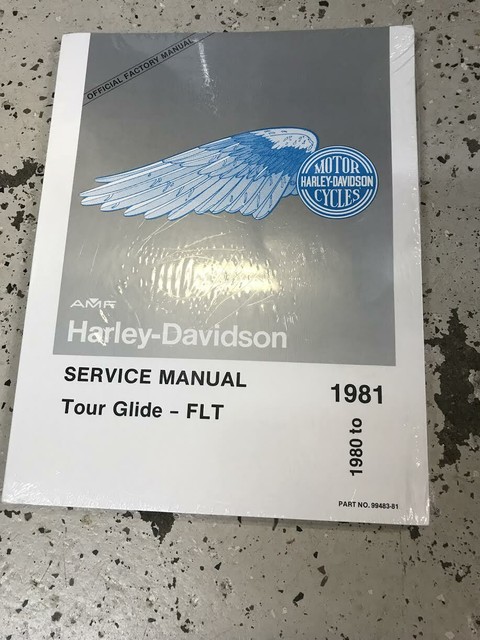 OFFICIAL FACTORY MANUAL
MOTOR
HARLEY-DAVIDSON
CYCLES
AMF
Harley-Davidson
SERVICE MANUAL
1981
Tour Glide - FLT
1980 to
PART NO. 99483-81